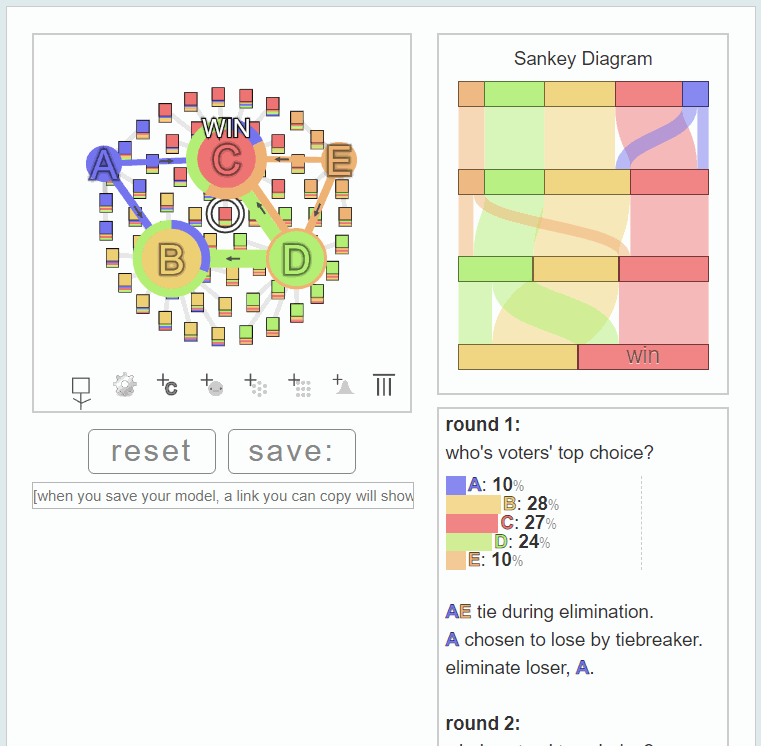 WIN
A
C
E
B
D
C
reset
save:
[when you save your model, a link you can copy will show
Sankey Diagram
win
round 1:
who's voters' top choice?
A: 10%
B: 28%
C: 27%
D: 24%
E: 10%
AE tie during elimination.
A chosen to lose by tiebreaker.
eliminate loser, A.
round 2: